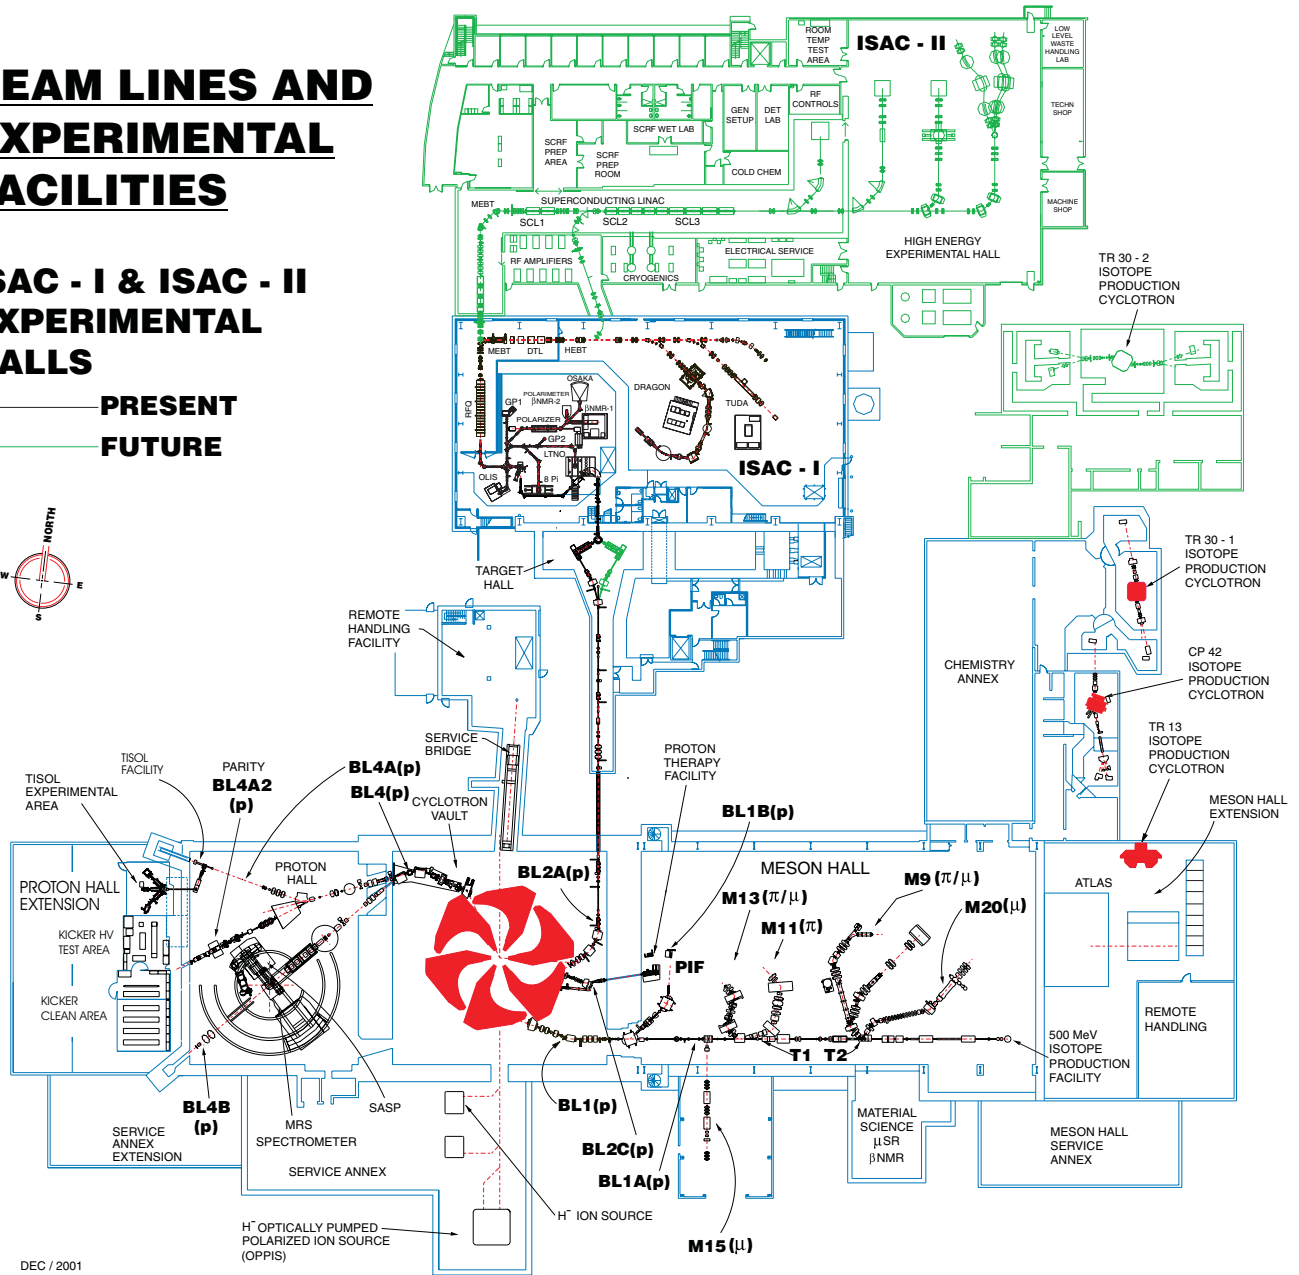 EAM LINES AND
XPERIMENTAL
ACILITIES
SAC - I & ISAC - II
XPERIMENTAL
ALLS
PRESENT
FUTURE
NORTH
W
E
S
ISAC - II
ROOM
TEMP
TEST
AREA
LOW
LEVEL
WASTE
HANDLING
LAB
TECHN
SHOP
MACHINE
SHOP
RF
CONTROLS
GEN
SETUP
DET
LAB
SCRF WET LAB
SCRF
PREP
AREA
SCRF
PREP
ROOM
COLD CHEM
MEBT
SUPERCONDUCTING LINAC
SCL1
SCL2
SCL3
HIGH ENERGY
EXPERIMENTAL HALL
RF AMPLIFIERS
CRYOGENICS
ELECTRICAL SERVICE
TR 30 - 2
ISOTOPE
PRODUCTION
CYCLOTRON
MEBT
DTL
HEBT
RFQ
OSAKA
POLARIMETER
βNMR-2
GP1
βNMR-1
POLARIZER
GP2
LTNO
OLIS
8 Pi
DRAGON
TUDA
ISAC - I
TARGET
HALL
TR 30 - 1
ISOTOPE
PRODUCTION
CYCLOTRON
REMOTE
HANDLING
FACILITY
CHEMISTRY
ANNEX
CP 42
ISOTOPE
PRODUCTION
CYCLOTRON
TR 13
ISOTOPE
PRODUCTION
CYCLOTRON
MESON HALL
EXTENSION
SERVICE
BRIDGE
PROTON
THERAPY
FACILITY
TISOL
FACILITY
TISOL
EXPERIMENTAL
AREA
PARITY
BL4A2
(p)
BL4A(p)
BL4(p)
CYCLOTRON
VAULT
BL1B(p)
PROTON
HALL
PROTON HALL
EXTENSION
BL2A(p)
MESON HALL
M13(π/μ)
M11(π)
M9(π/μ)
M20(μ)
ATLAS
KICKER HV
TEST AREA
KICKER
CLEAN AREA
PIF
T1
T2
500 MeV
ISOTOPE
PRODUCTION
FACILITY
REMOTE
HANDLING
BL4B
(p)
SASP
MRS
SPECTROMETER
BL1(p)
BL2C(p)
BL1A(p)
SERVICE
ANNEX
EXTENSION
SERVICE ANNEX
MATERIAL
SCIENCE
μSR
βNMR
MESON HALL
SERVICE
ANNEX
H⁻ ION SOURCE
M15(μ)
H⁻ OPTICALLY PUMPED
POLARIZED ION SOURCE
(OPPIS)
DEC / 2001